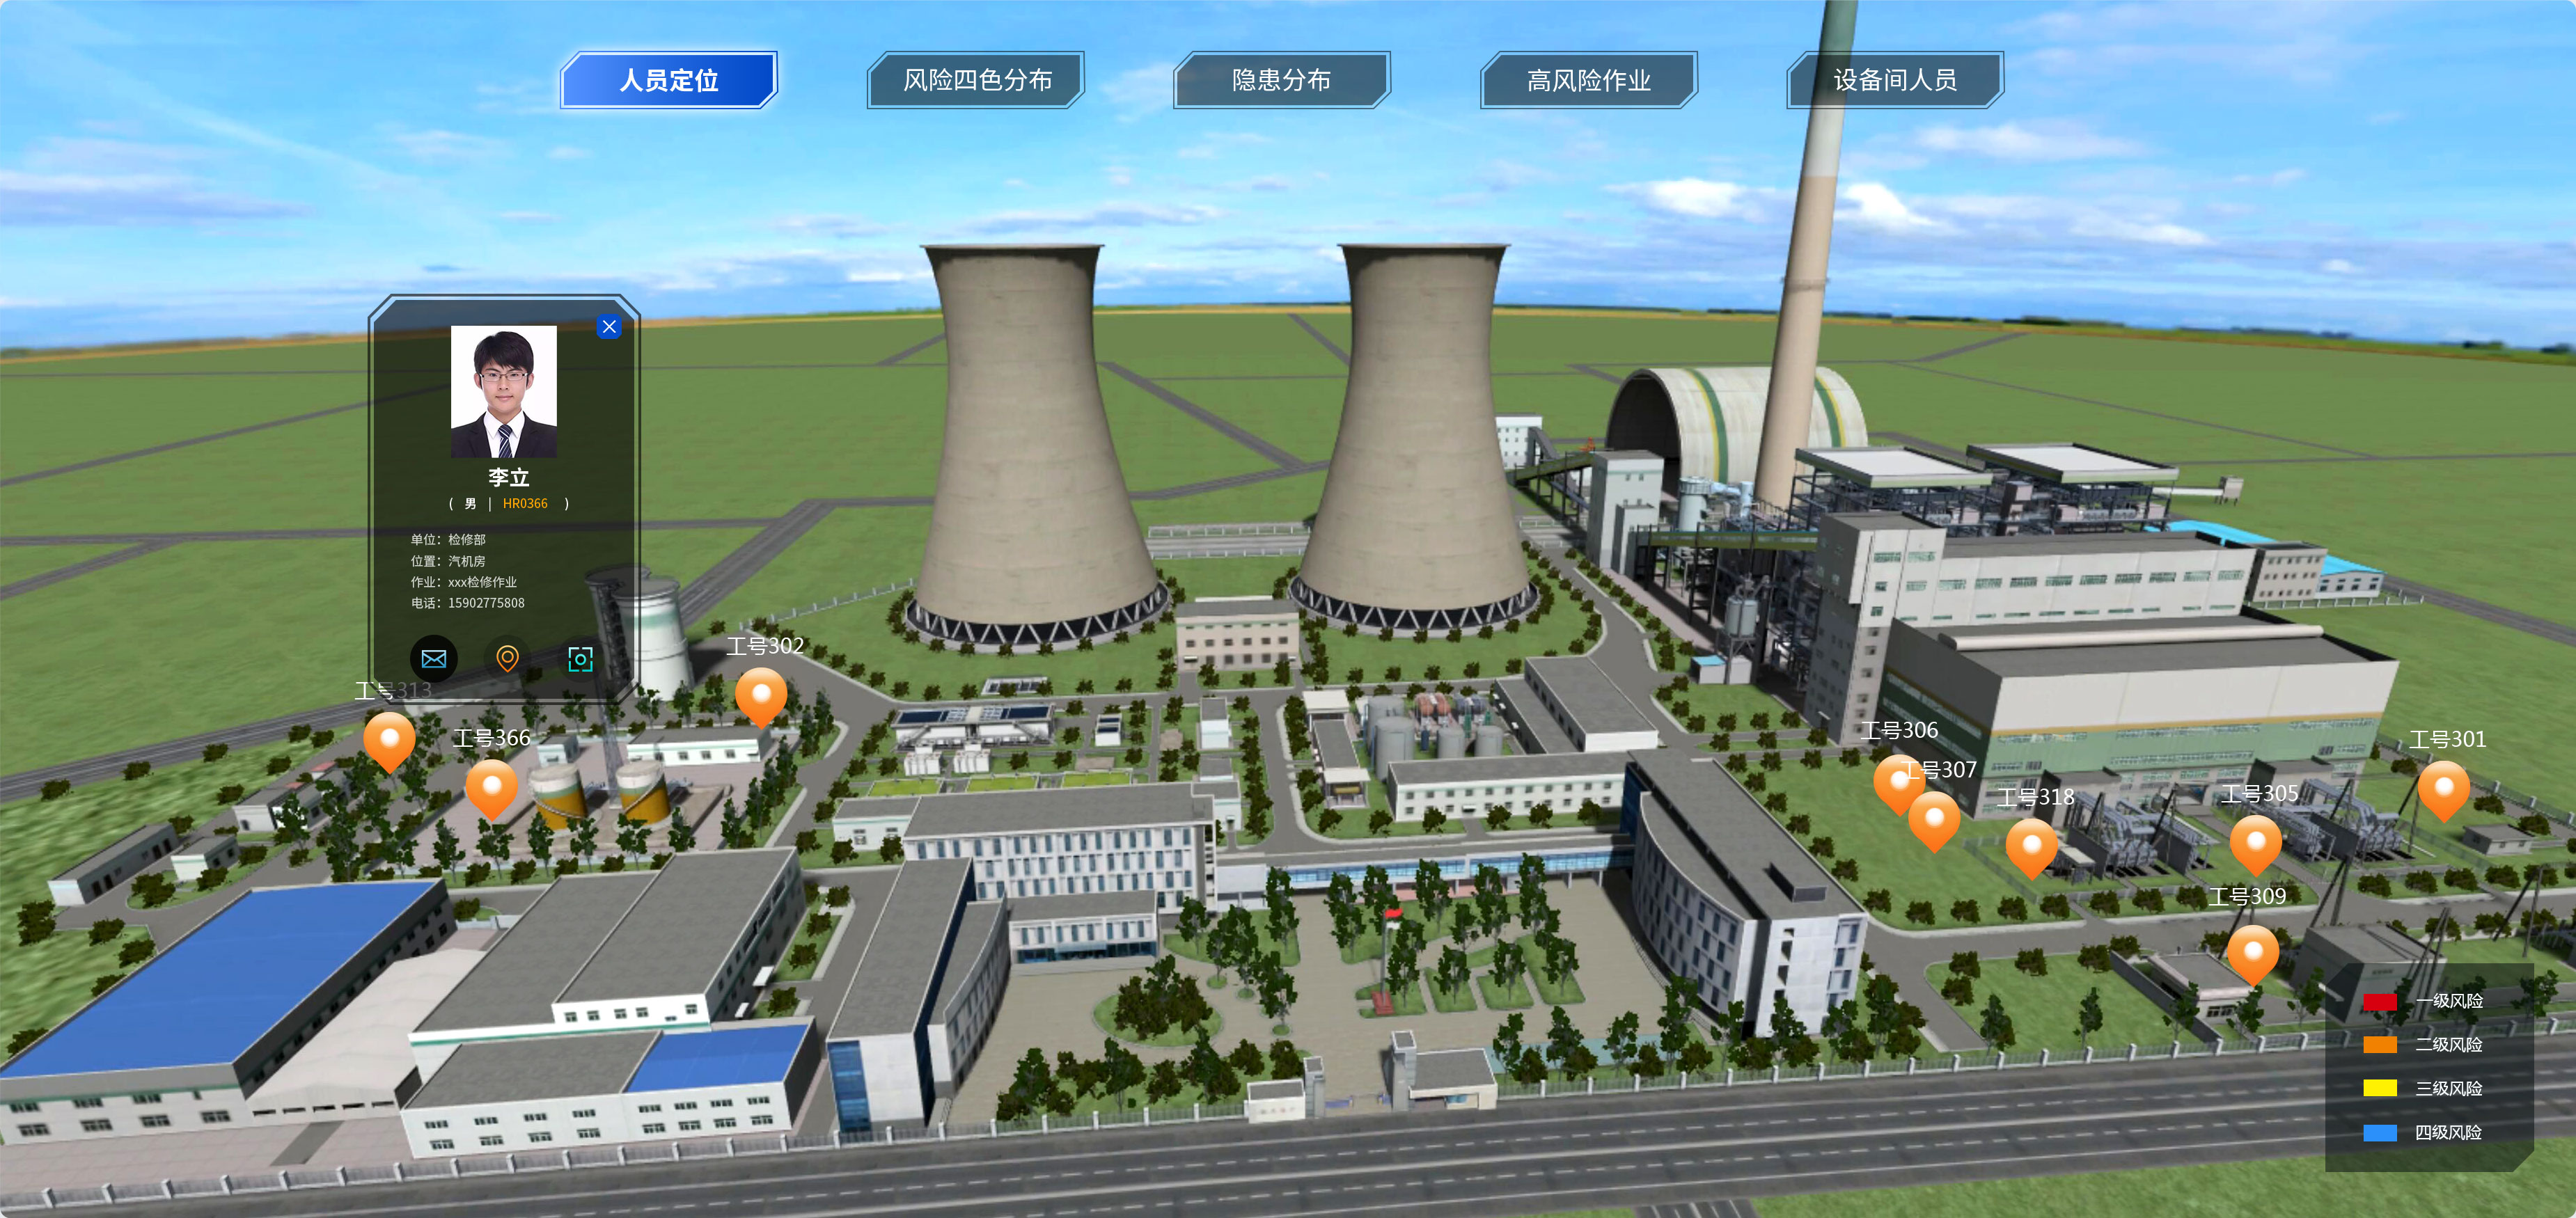 人员定位
风险四色分布
隐患分布
高风险作业
设备间人员
李立
( 男 | HR0366 )
单位：检修部
位置：汽机房
作业：xxx检修作业
电话：15902775808
工号302
工号313
工号366
工号306
工号307
工号318
工号305
工号301
工号309
一级风险
二级风险
三级风险
四级风险